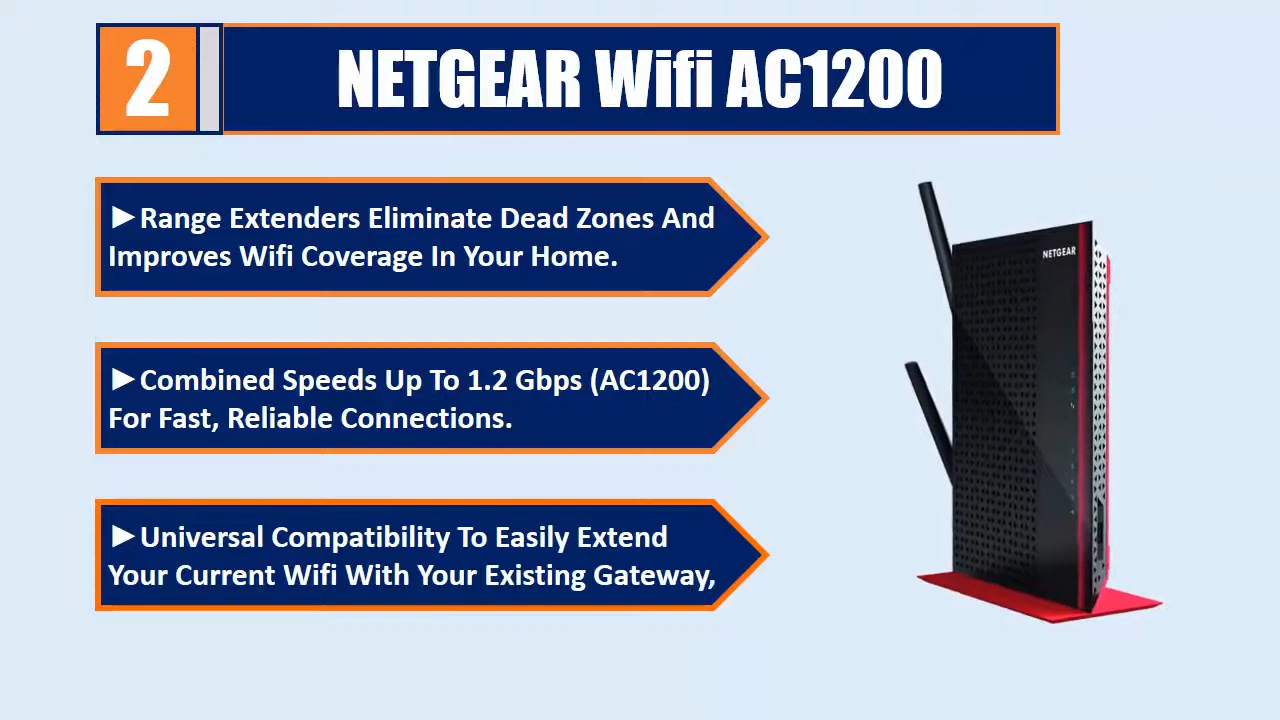 2
NETGEAR Wifi AC1200
►Range Extenders Eliminate Dead Zones And
Improves Wifi Coverage In Your Home.
NETGEAR
►Combined Speeds Up To 1.2 Gbps (AC1200)
For Fast, Reliable Connections.
►Universal Compatibility To Easily Extend
Your Current Wifi With Your Existing Gateway,